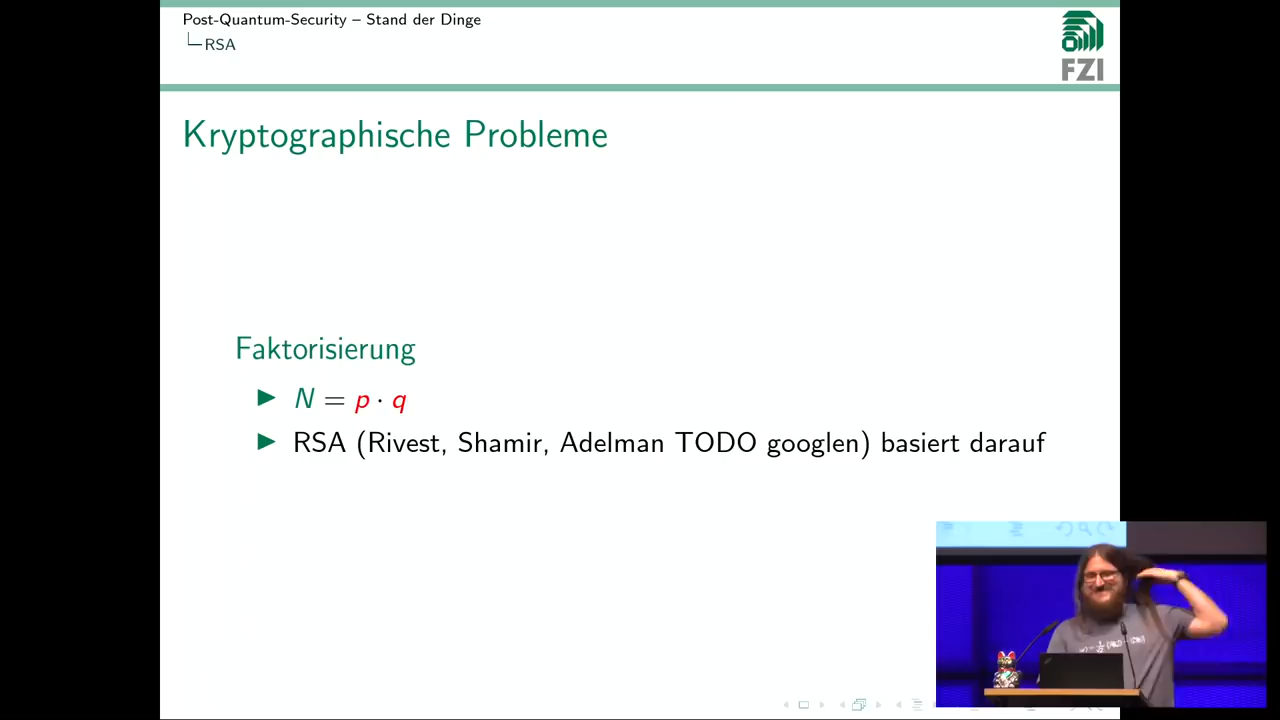 Post-Quantum-Security – Stand der Dinge
RSA
FZI
Kryptographische Probleme
Faktorisierung
N = p · q
RSA (Rivest, Shamir, Adelman TODO googlen) basiert darauf